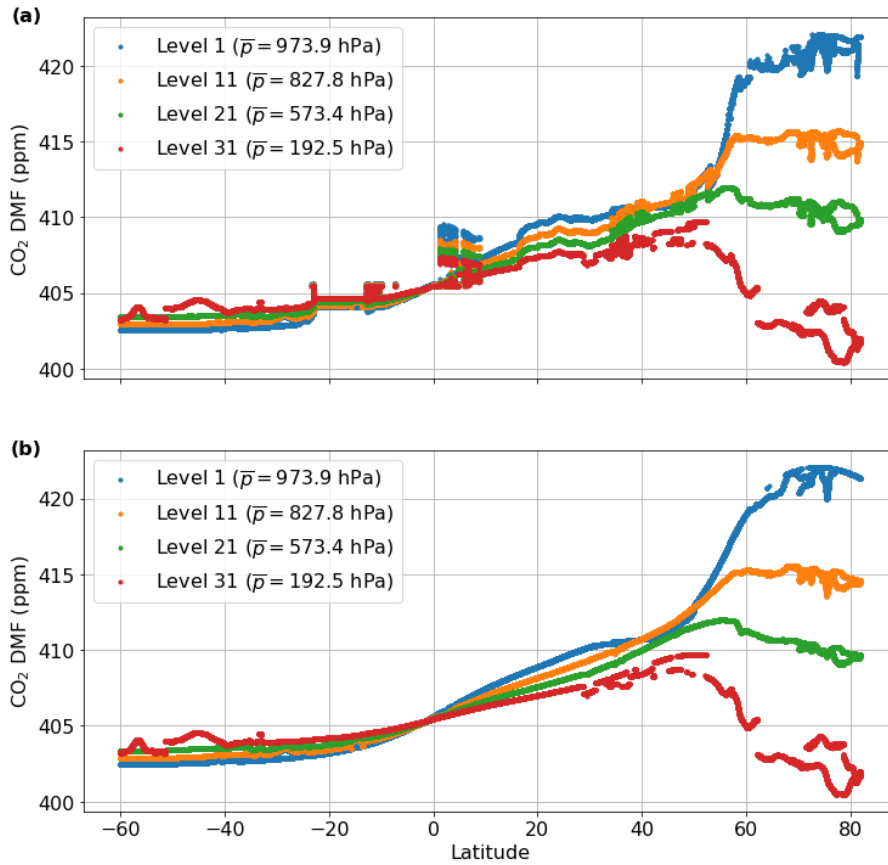 (a)
Level 1 (p̅ = 973.9 hPa)
Level 11 (p̅ = 827.8 hPa)
Level 21 (p̅ = 573.4 hPa)
Level 31 (p̅ = 192.5 hPa)
CO₂ DMF (ppm)
420
415
410
405
400
(b)
Level 1 (p̅ = 973.9 hPa)
Level 11 (p̅ = 827.8 hPa)
Level 21 (p̅ = 573.4 hPa)
Level 31 (p̅ = 192.5 hPa)
CO₂ DMF (ppm)
420
415
410
405
400
−60 −40 −20 0 20 40 60 80
Latitude